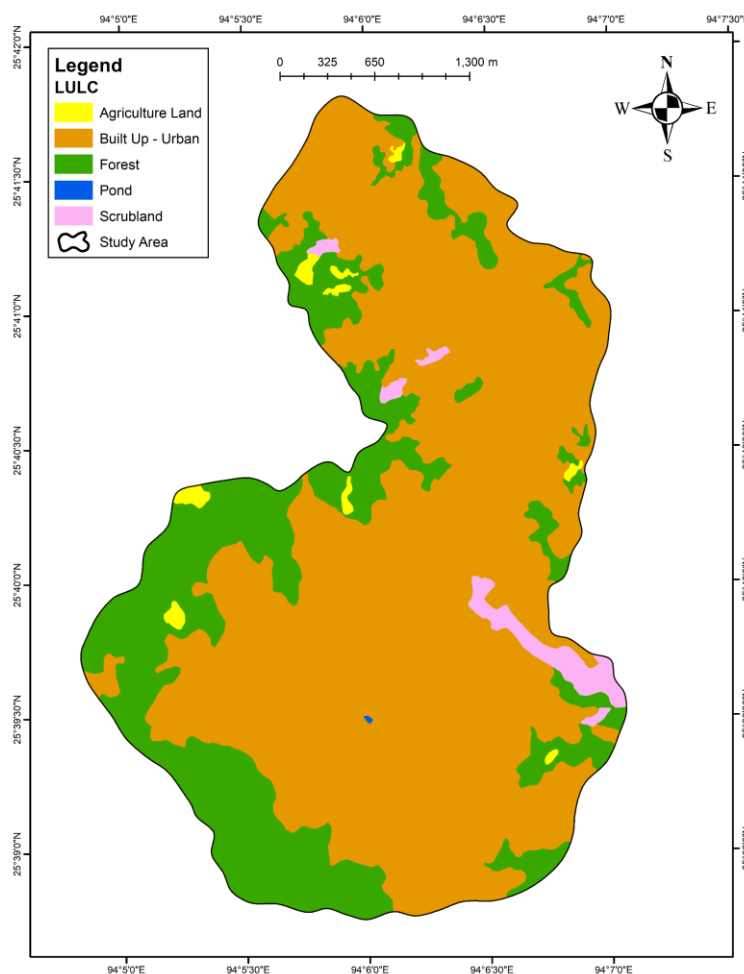 94°5'0"E 94°5'30"E 94°6'0"E 94°6'30"E 94°7'0"E 94°7'30"E
25°42'0"N
25°41'30"N
25°41'0"N
25°40'30"N
25°40'0"N
25°39'30"N
25°39'0"N
Legend
LULC
Agriculture Land
Built Up - Urban
Forest
Pond
Scrubland
Study Area
0 325 650 1,300 m
N
W E
S
94°5'0"E 94°5'30"E 94°6'0"E 94°6'30"E 94°7'0"E